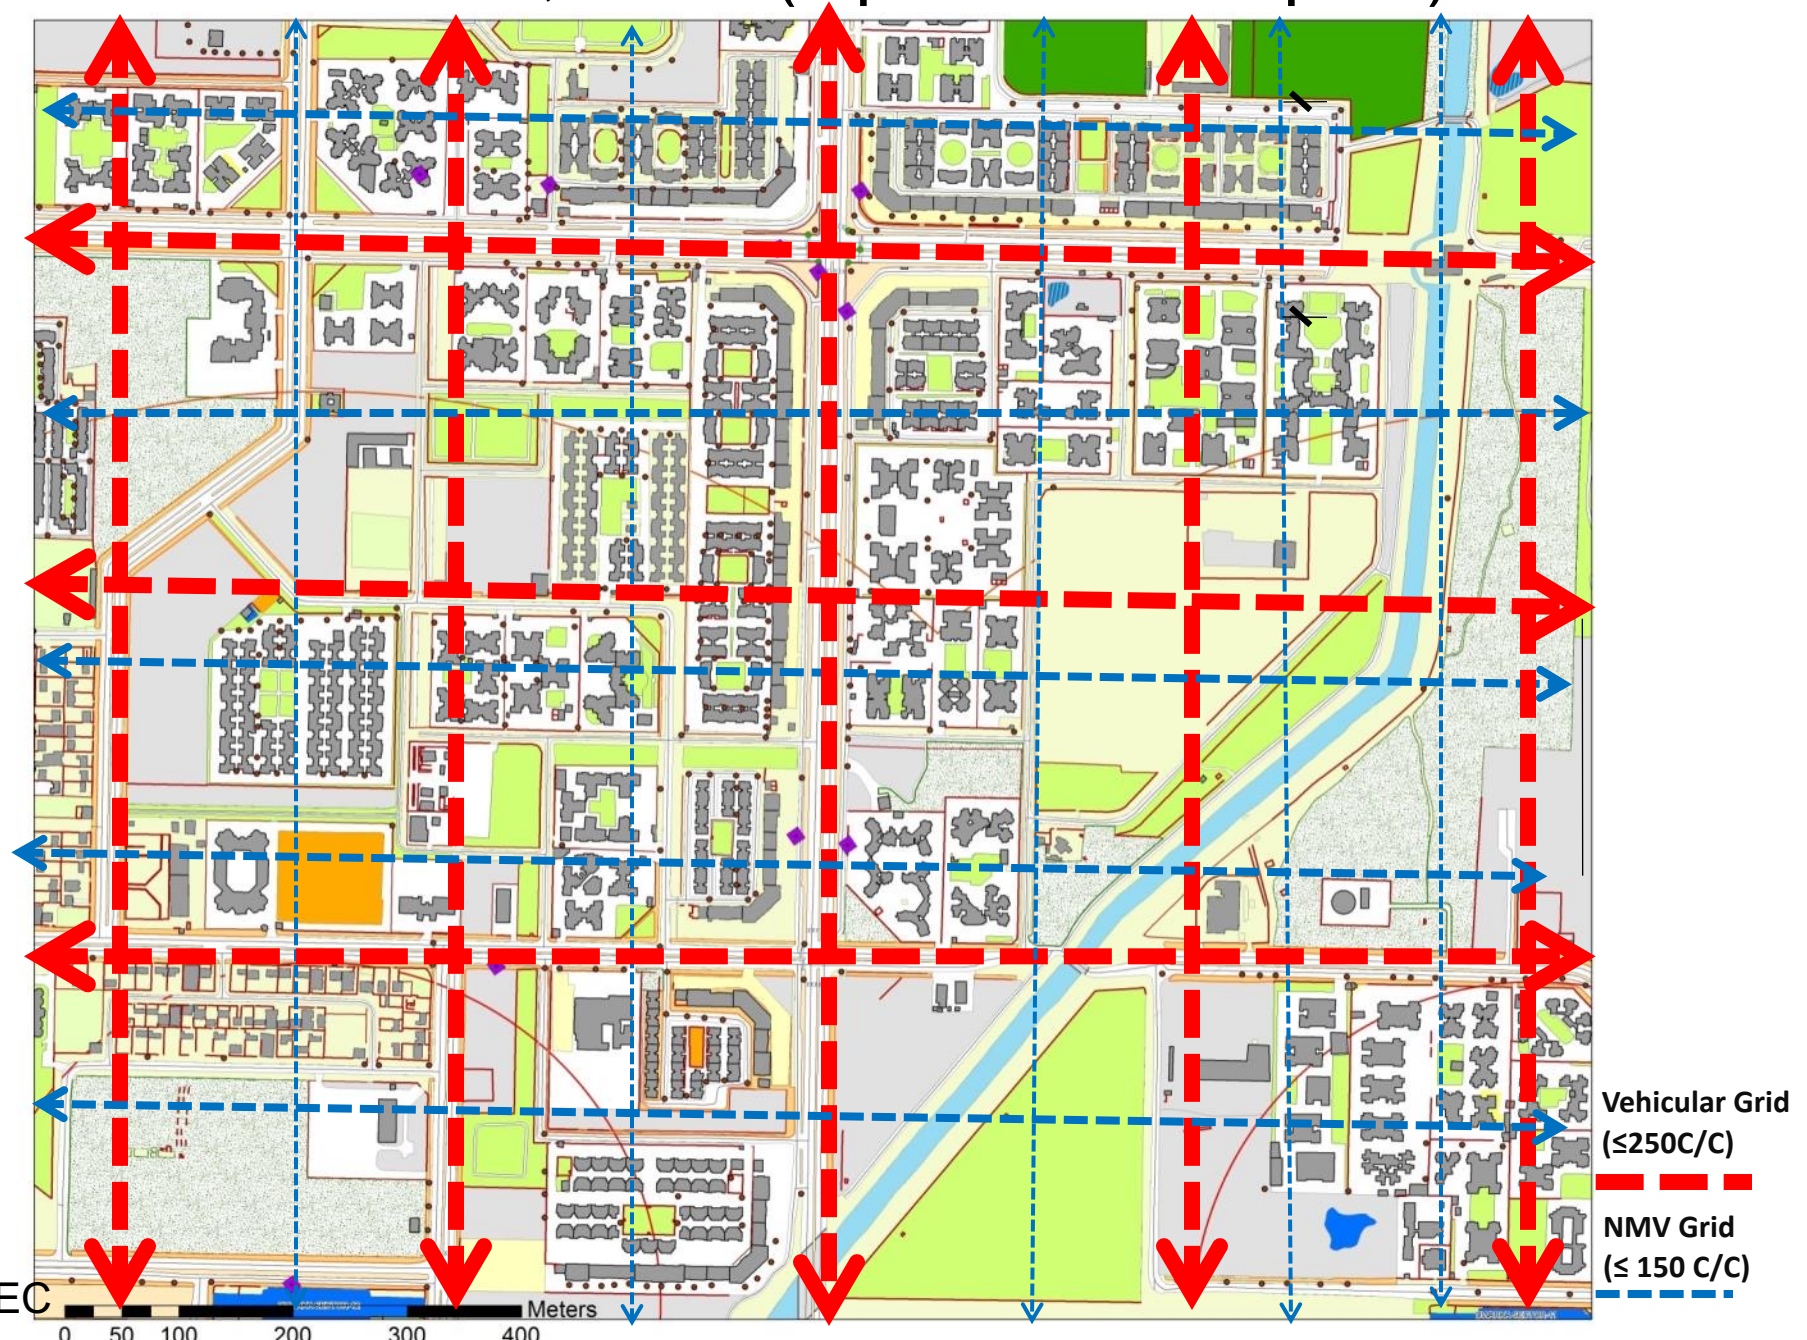 Vehicular Grid
(≤250C/C)
NMV Grid
(≤ 150 C/C)
EC
Meters
0 50 100 200 300 400